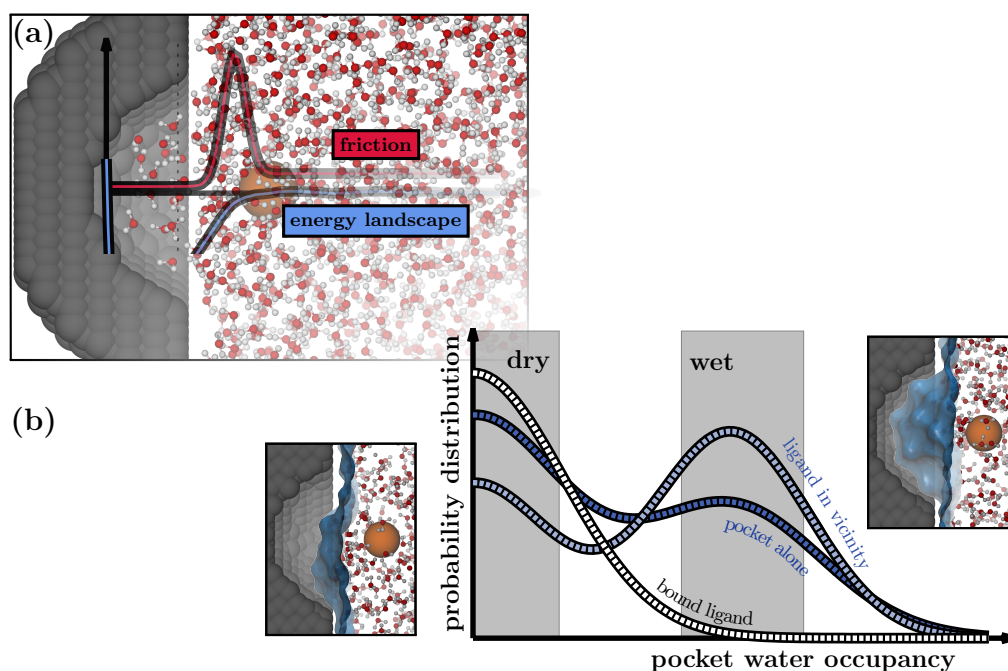 (a)
friction
energy landscape
(b)
probability distribution
dry
wet
ligand in vicinity
pocket alone
bound ligand
pocket water occupancy